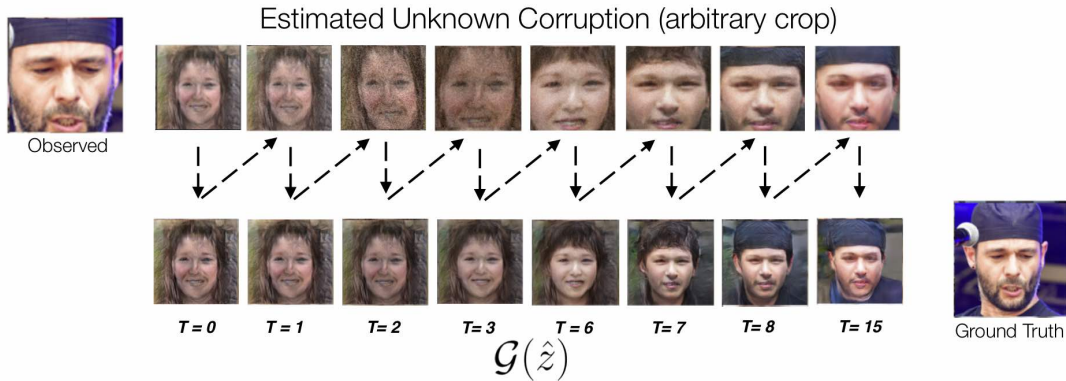 Estimated Unknown Corruption (arbitrary crop)
Observed
T = 0 T = 1 T= 2 T= 3 T= 6 T= 7 T= 8 T= 15
Ground Truth
𝒢(ẑ)